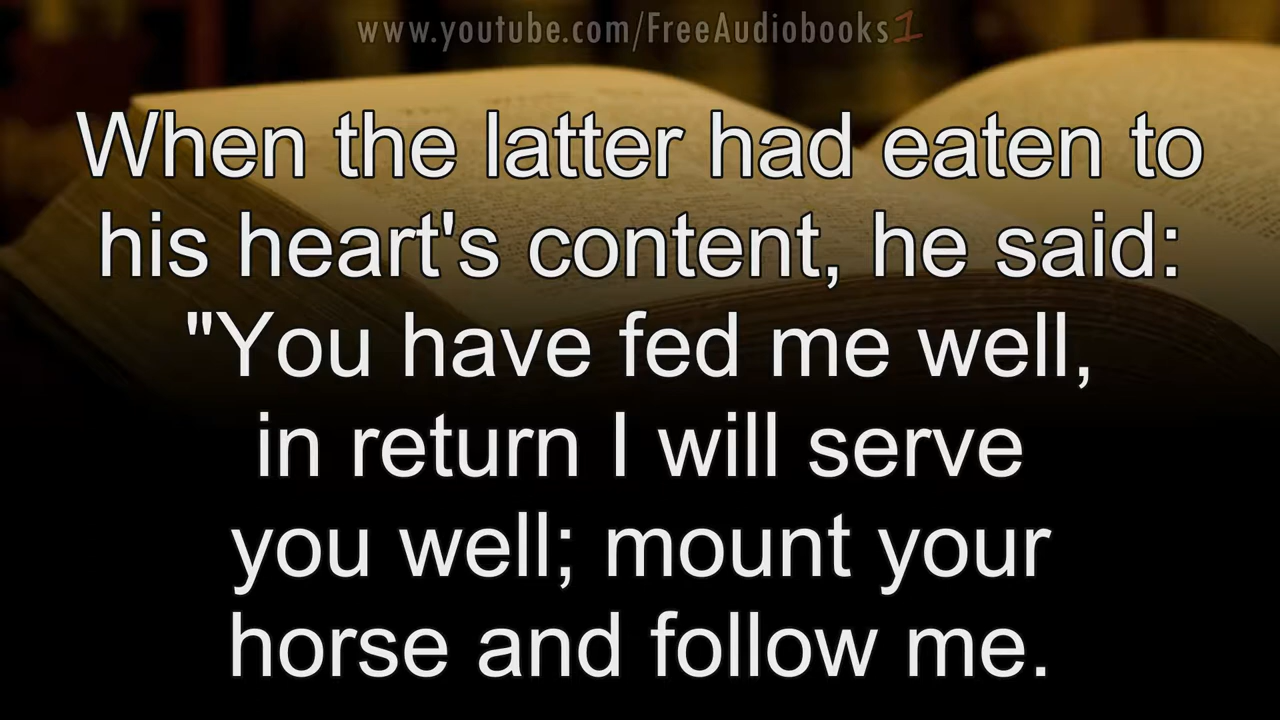 www.youtube.com/FreeAudiobooks1
When the latter had eaten to
his heart's content, he said:
"You have fed me well,
in return I will serve
you well; mount your
horse and follow me.